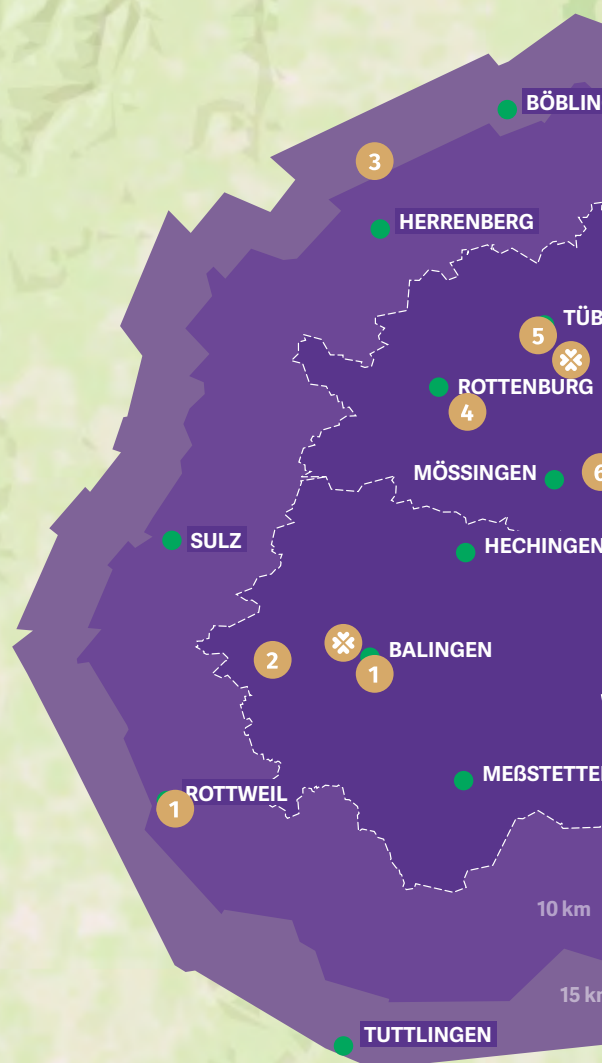 BÖBLIN
3
HERRENBERG
TÜB
5
ROTTENBURG
4
MÖSSINGEN
6
SULZ
HECHINGEN
BALINGEN
2
1
MEßSTETTE
ROTTWEIL
1
10 km
15 km
TUTTLINGEN